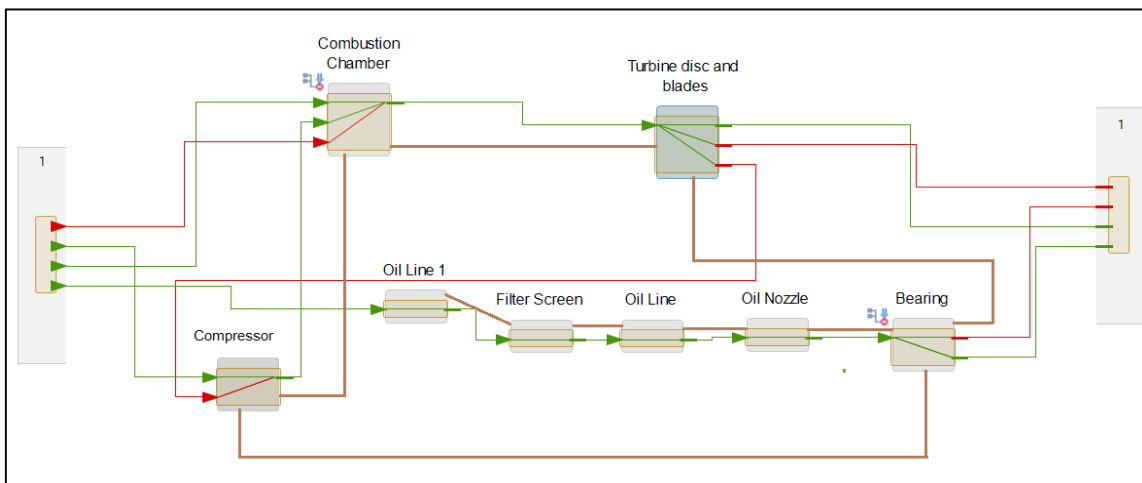 Combustion
Chamber
Turbine disc and
blades
1
1
Oil Line 1
Filter Screen
Oil Line
Oil Nozzle
Bearing
Compressor